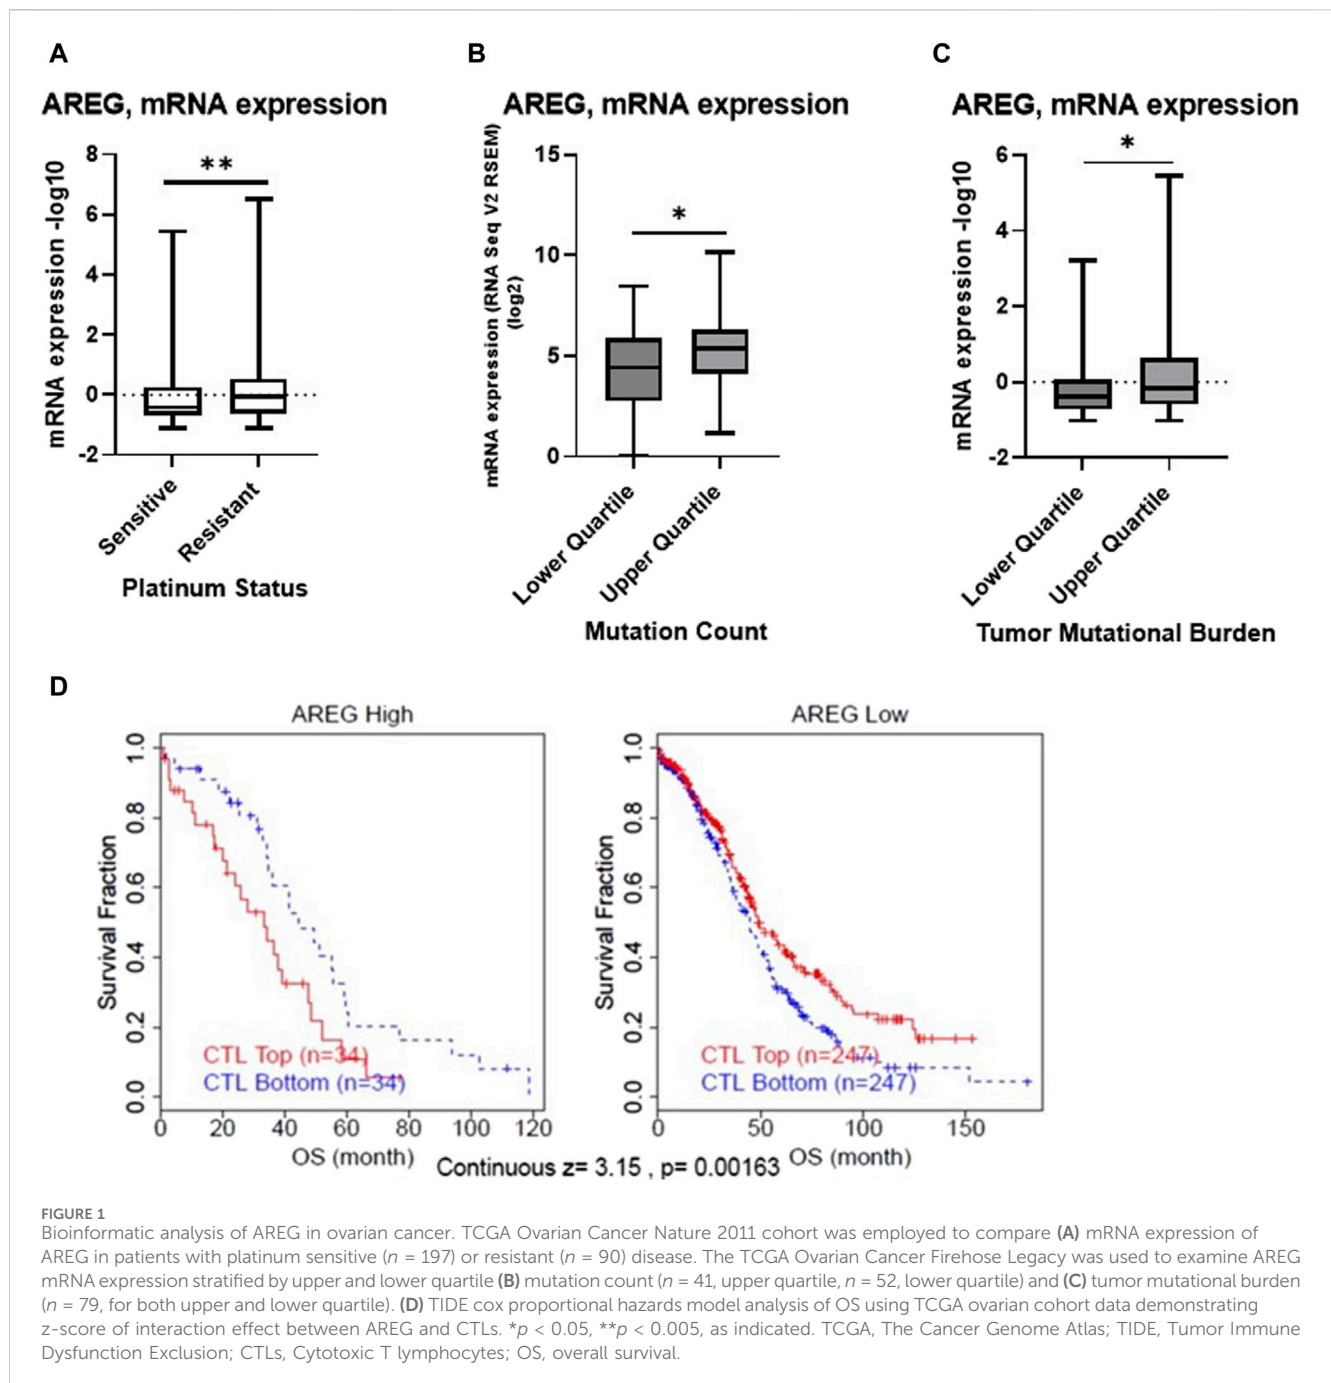 A
AREG, mRNA expression
mRNA expression -log10
8
6
4
2
0
-2
**
Sensitive
Resistant
Platinum Status
B
AREG, mRNA expression
mRNA expression (RNA Seq V2 RSEM)
(log2)
15
10
5
0
*
Lower Quartile
Upper Quartile
Mutation Count
C
AREG, mRNA expression
mRNA expression -log10
6
4
2
0
-2
*
Lower Quartile
Upper Quartile
Tumor Mutational Burden
D
AREG High
Survival Fraction
1.0
0.8
0.6
0.4
0.2
0.0
CTL Top (n=34)
CTL Bottom (n=34)
0 20 40 60 80 100 120
OS (month)
AREG Low
Survival Fraction
1.0
0.8
0.6
0.4
0.2
0.0
CTL Top (n=247)
CTL Bottom (n=247)
0 50 100 150
OS (month)
Continuous z= 3.15 , p= 0.00163
FIGURE 1
Bioinformatic analysis of AREG in ovarian cancer. TCGA Ovarian Cancer Nature 2011 cohort was employed to compare (A) mRNA expression of
AREG in patients with platinum sensitive (n = 197) or resistant (n = 90) disease. The TCGA Ovarian Cancer Firehose Legacy was used to examine AREG
mRNA expression stratified by upper and lower quartile (B) mutation count (n = 41, upper quartile, n = 52, lower quartile) and (C) tumor mutational burden
(n = 79, for both upper and lower quartile). (D) TIDE cox proportional hazards model analysis of OS using TCGA ovarian cohort data demonstrating
z-score of interaction effect between AREG and CTLs. *p < 0.05, **p < 0.005, as indicated. TCGA, The Cancer Genome Atlas; TIDE, Tumor Immune
Dysfunction Exclusion; CTLs, Cytotoxic T lymphocytes; OS, overall survival.